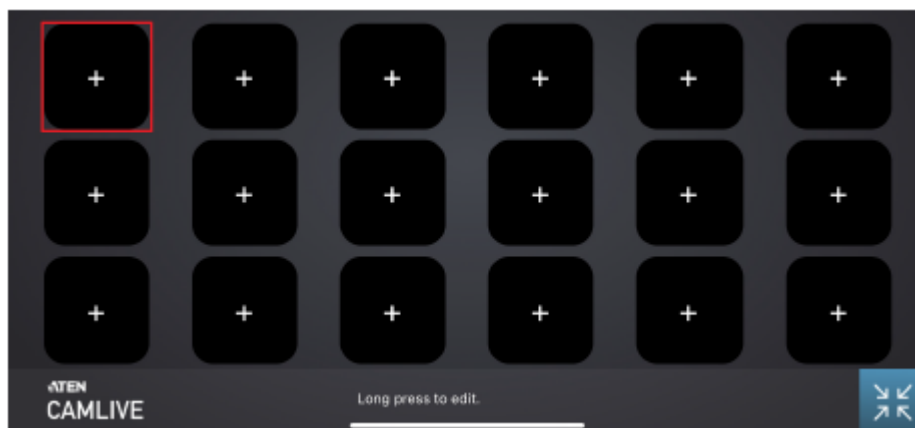 + + + + + +
+ + + + + +
+ + + + + +
ATEN
CAMLIVE
Long press to edit.